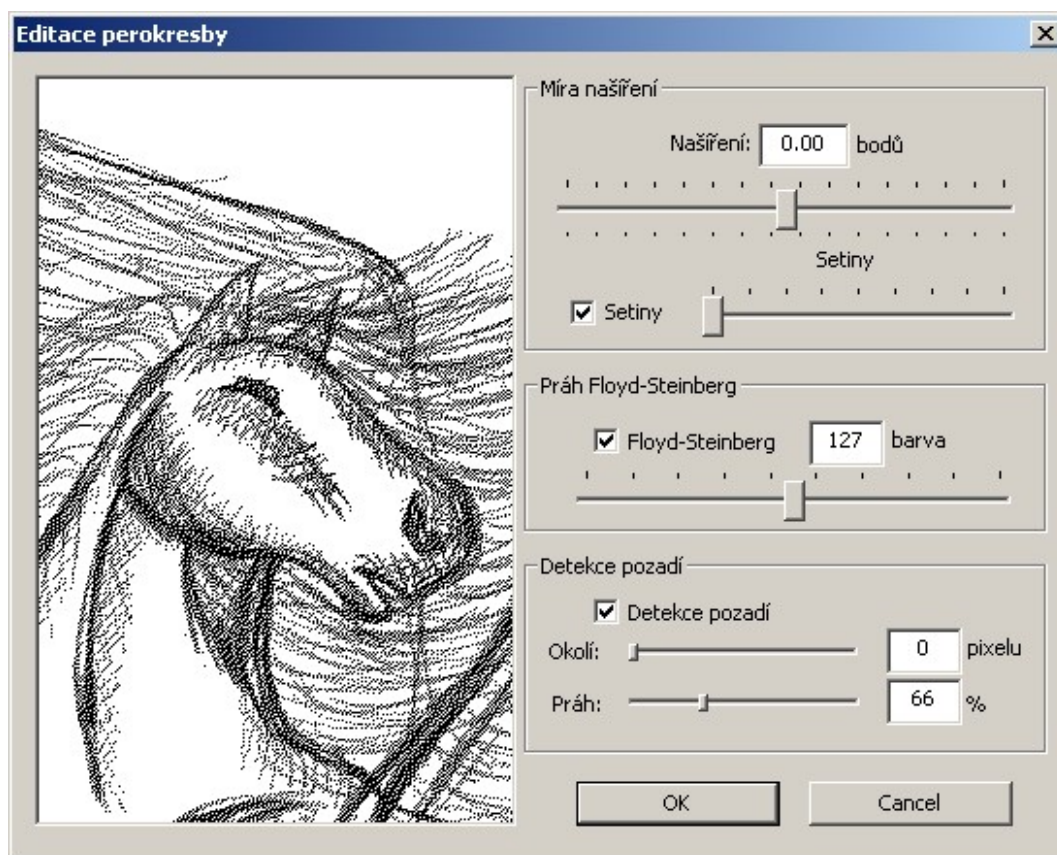 Editace perokresby
Míra našíření
Našíření: 0.00 bodů
Setiny
Setiny
Práh Floyd-Steinberg
Floyd-Steinberg 127 barva
Detekce pozadí
Detekce pozadí
Okolí: 0 pixelu
Práh: 66 %
OK Cancel